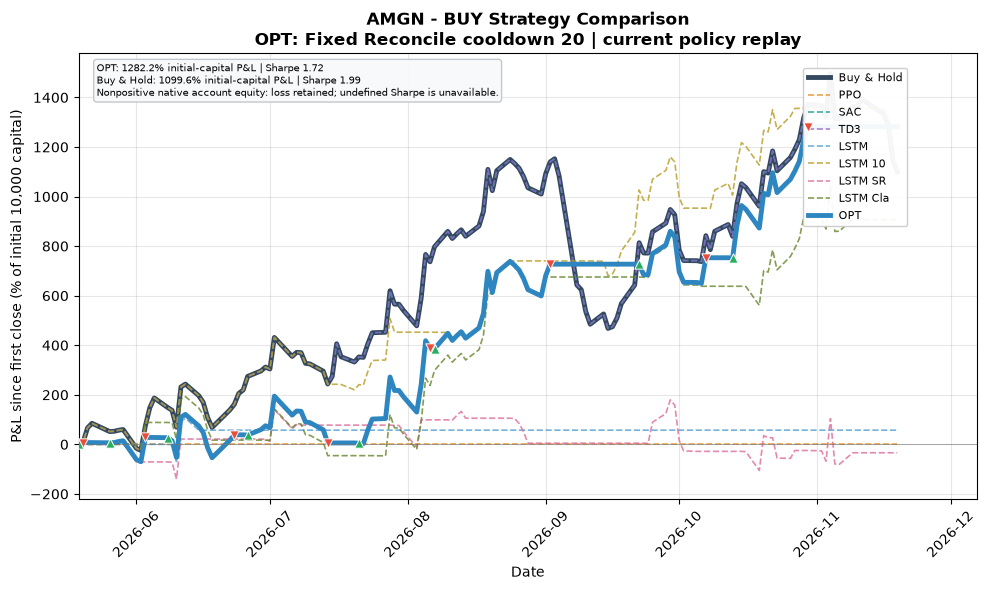 AMGN - BUY Strategy Comparison
OPT: Fixed Reconcile cooldown 20 | current policy replay
OPT: 1282.2% initial-capital P&L | Sharpe 1.72
Buy & Hold: 1099.6% initial-capital P&L | Sharpe 1.99
Nonpositive native account equity: loss retained; undefined Sharpe is unavailable.
Buy & Hold
PPO
SAC
TD3
LSTM
LSTM 10
LSTM SR
LSTM Cla
OPT
P&L since first close (% of initial 10,000 capital)
1400
1200
1000
800
600
400
200
0
−200
2026-06
2026-07
2026-08
2026-09
2026-10
2026-11
2026-12
Date